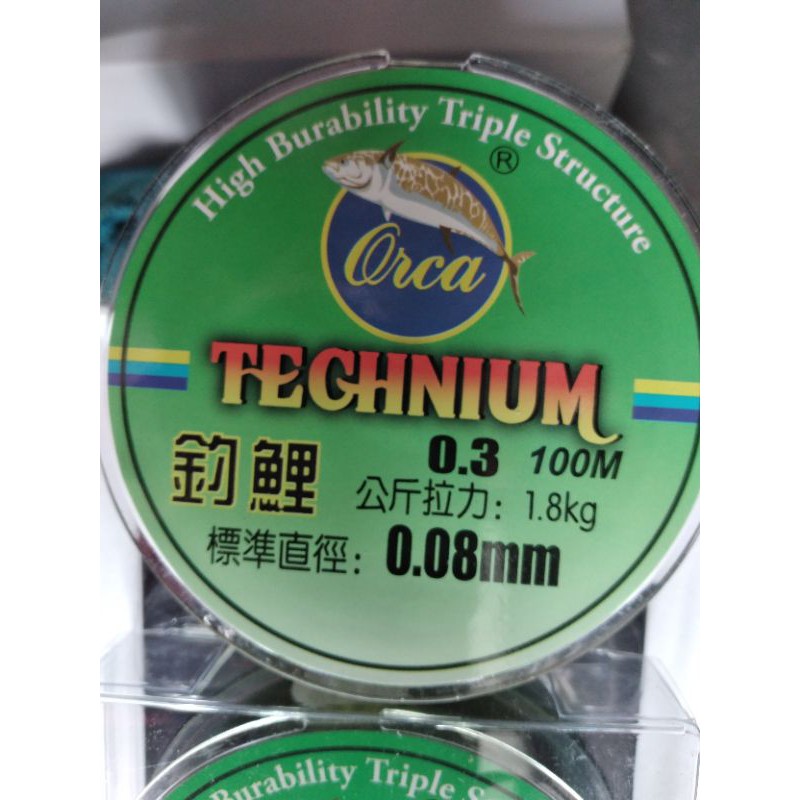 High Burability Triple Structure
®
Orca
TECHNIUM
0.3 100M
釣鯉
公斤拉力: 1.8kg
標準直徑: 0.08mm
Burability Triple